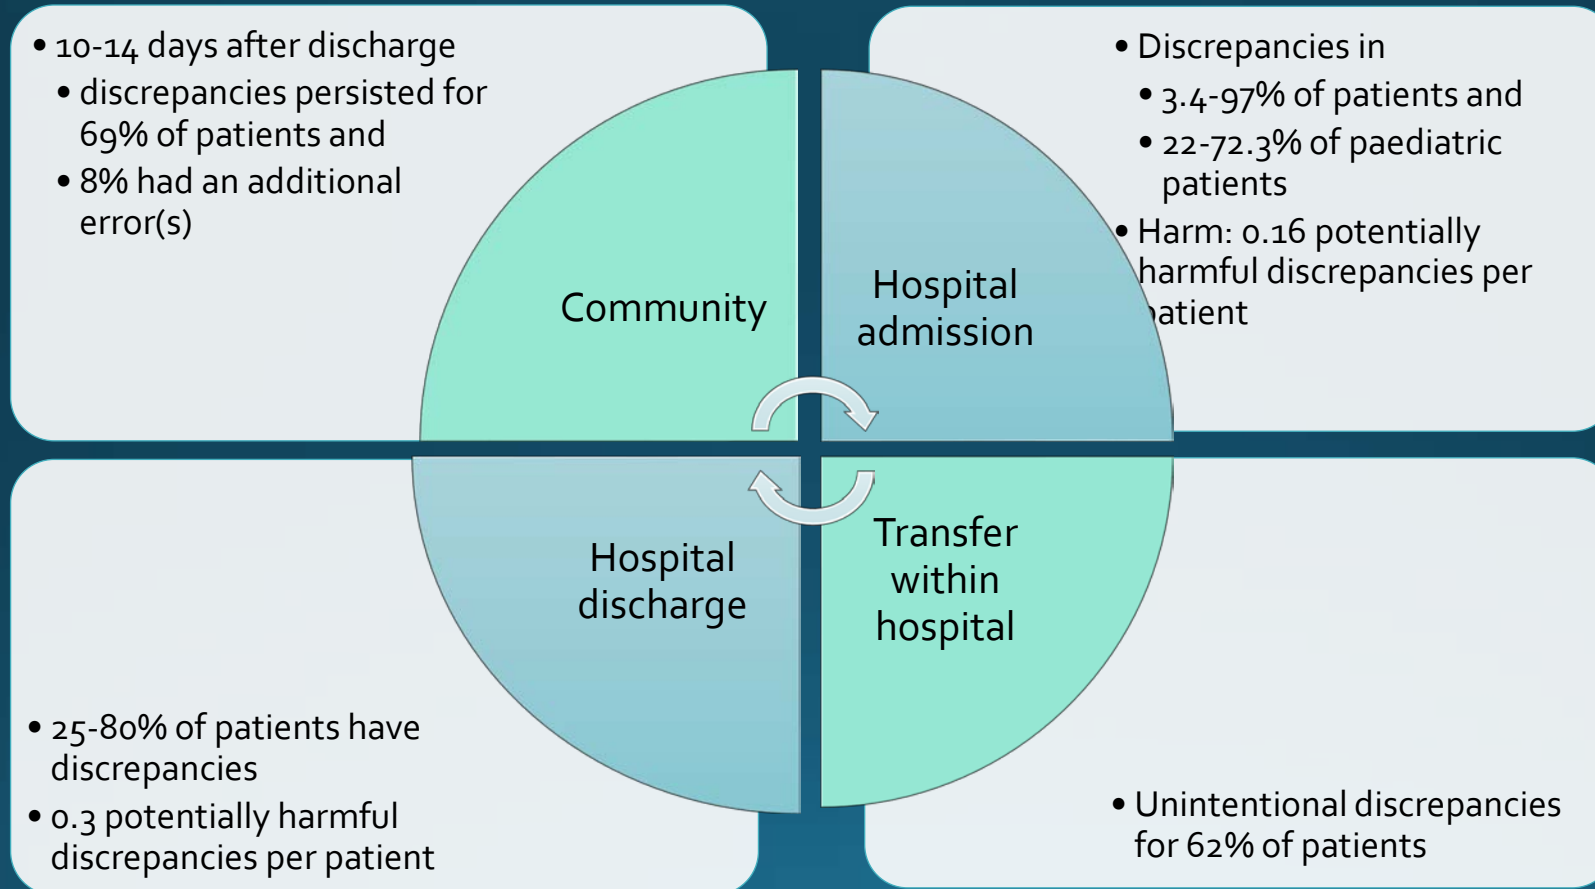 • 10-14 days after discharge
• discrepancies persisted for
69% of patients and
• 8% had an additional
error(s)
Community
• Discrepancies in
• 3.4-97% of patients and
• 22-72.3% of paediatric
patients
• Harm: 0.16 potentially
harmful discrepancies per
patient
Hospital
admission
Hospital
discharge
• 25-80% of patients have
discrepancies
• 0.3 potentially harmful
discrepancies per patient
Transfer
within
hospital
• Unintentional discrepancies
for 62% of patients